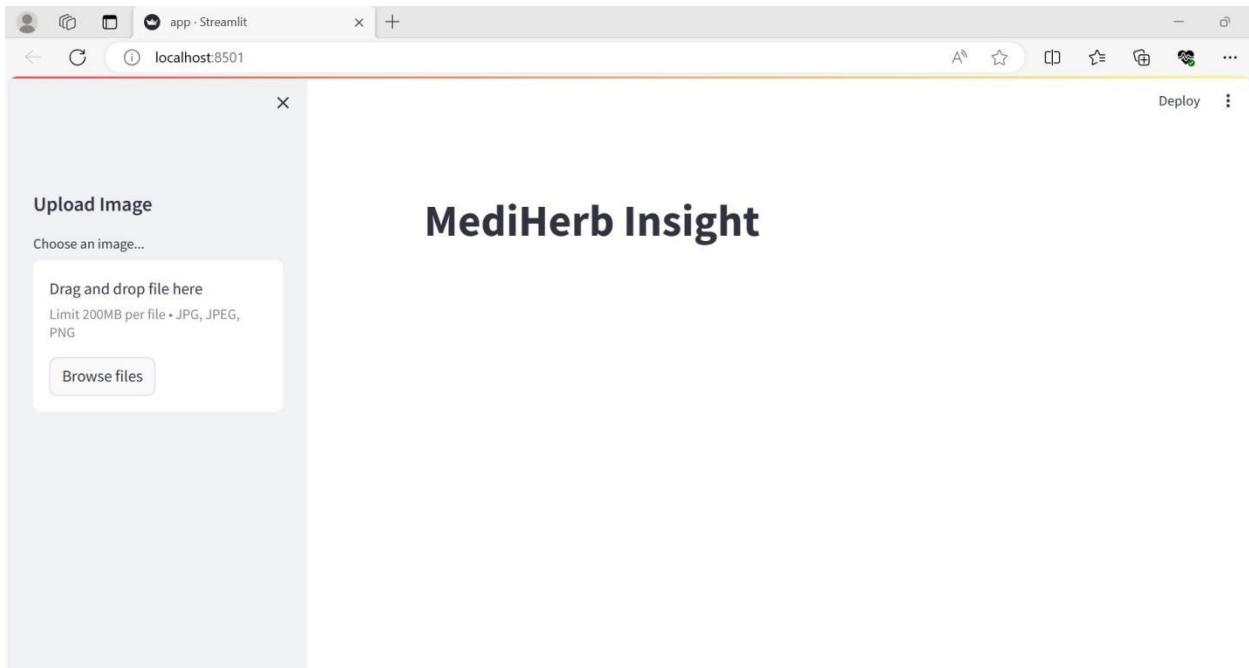 app - Streamlit
localhost:8501
Deploy
Upload Image
MediHerb Insight
Choose an image...
Drag and drop file here
Limit 200MB per file • JPG, JPEG,
PNG
Browse files